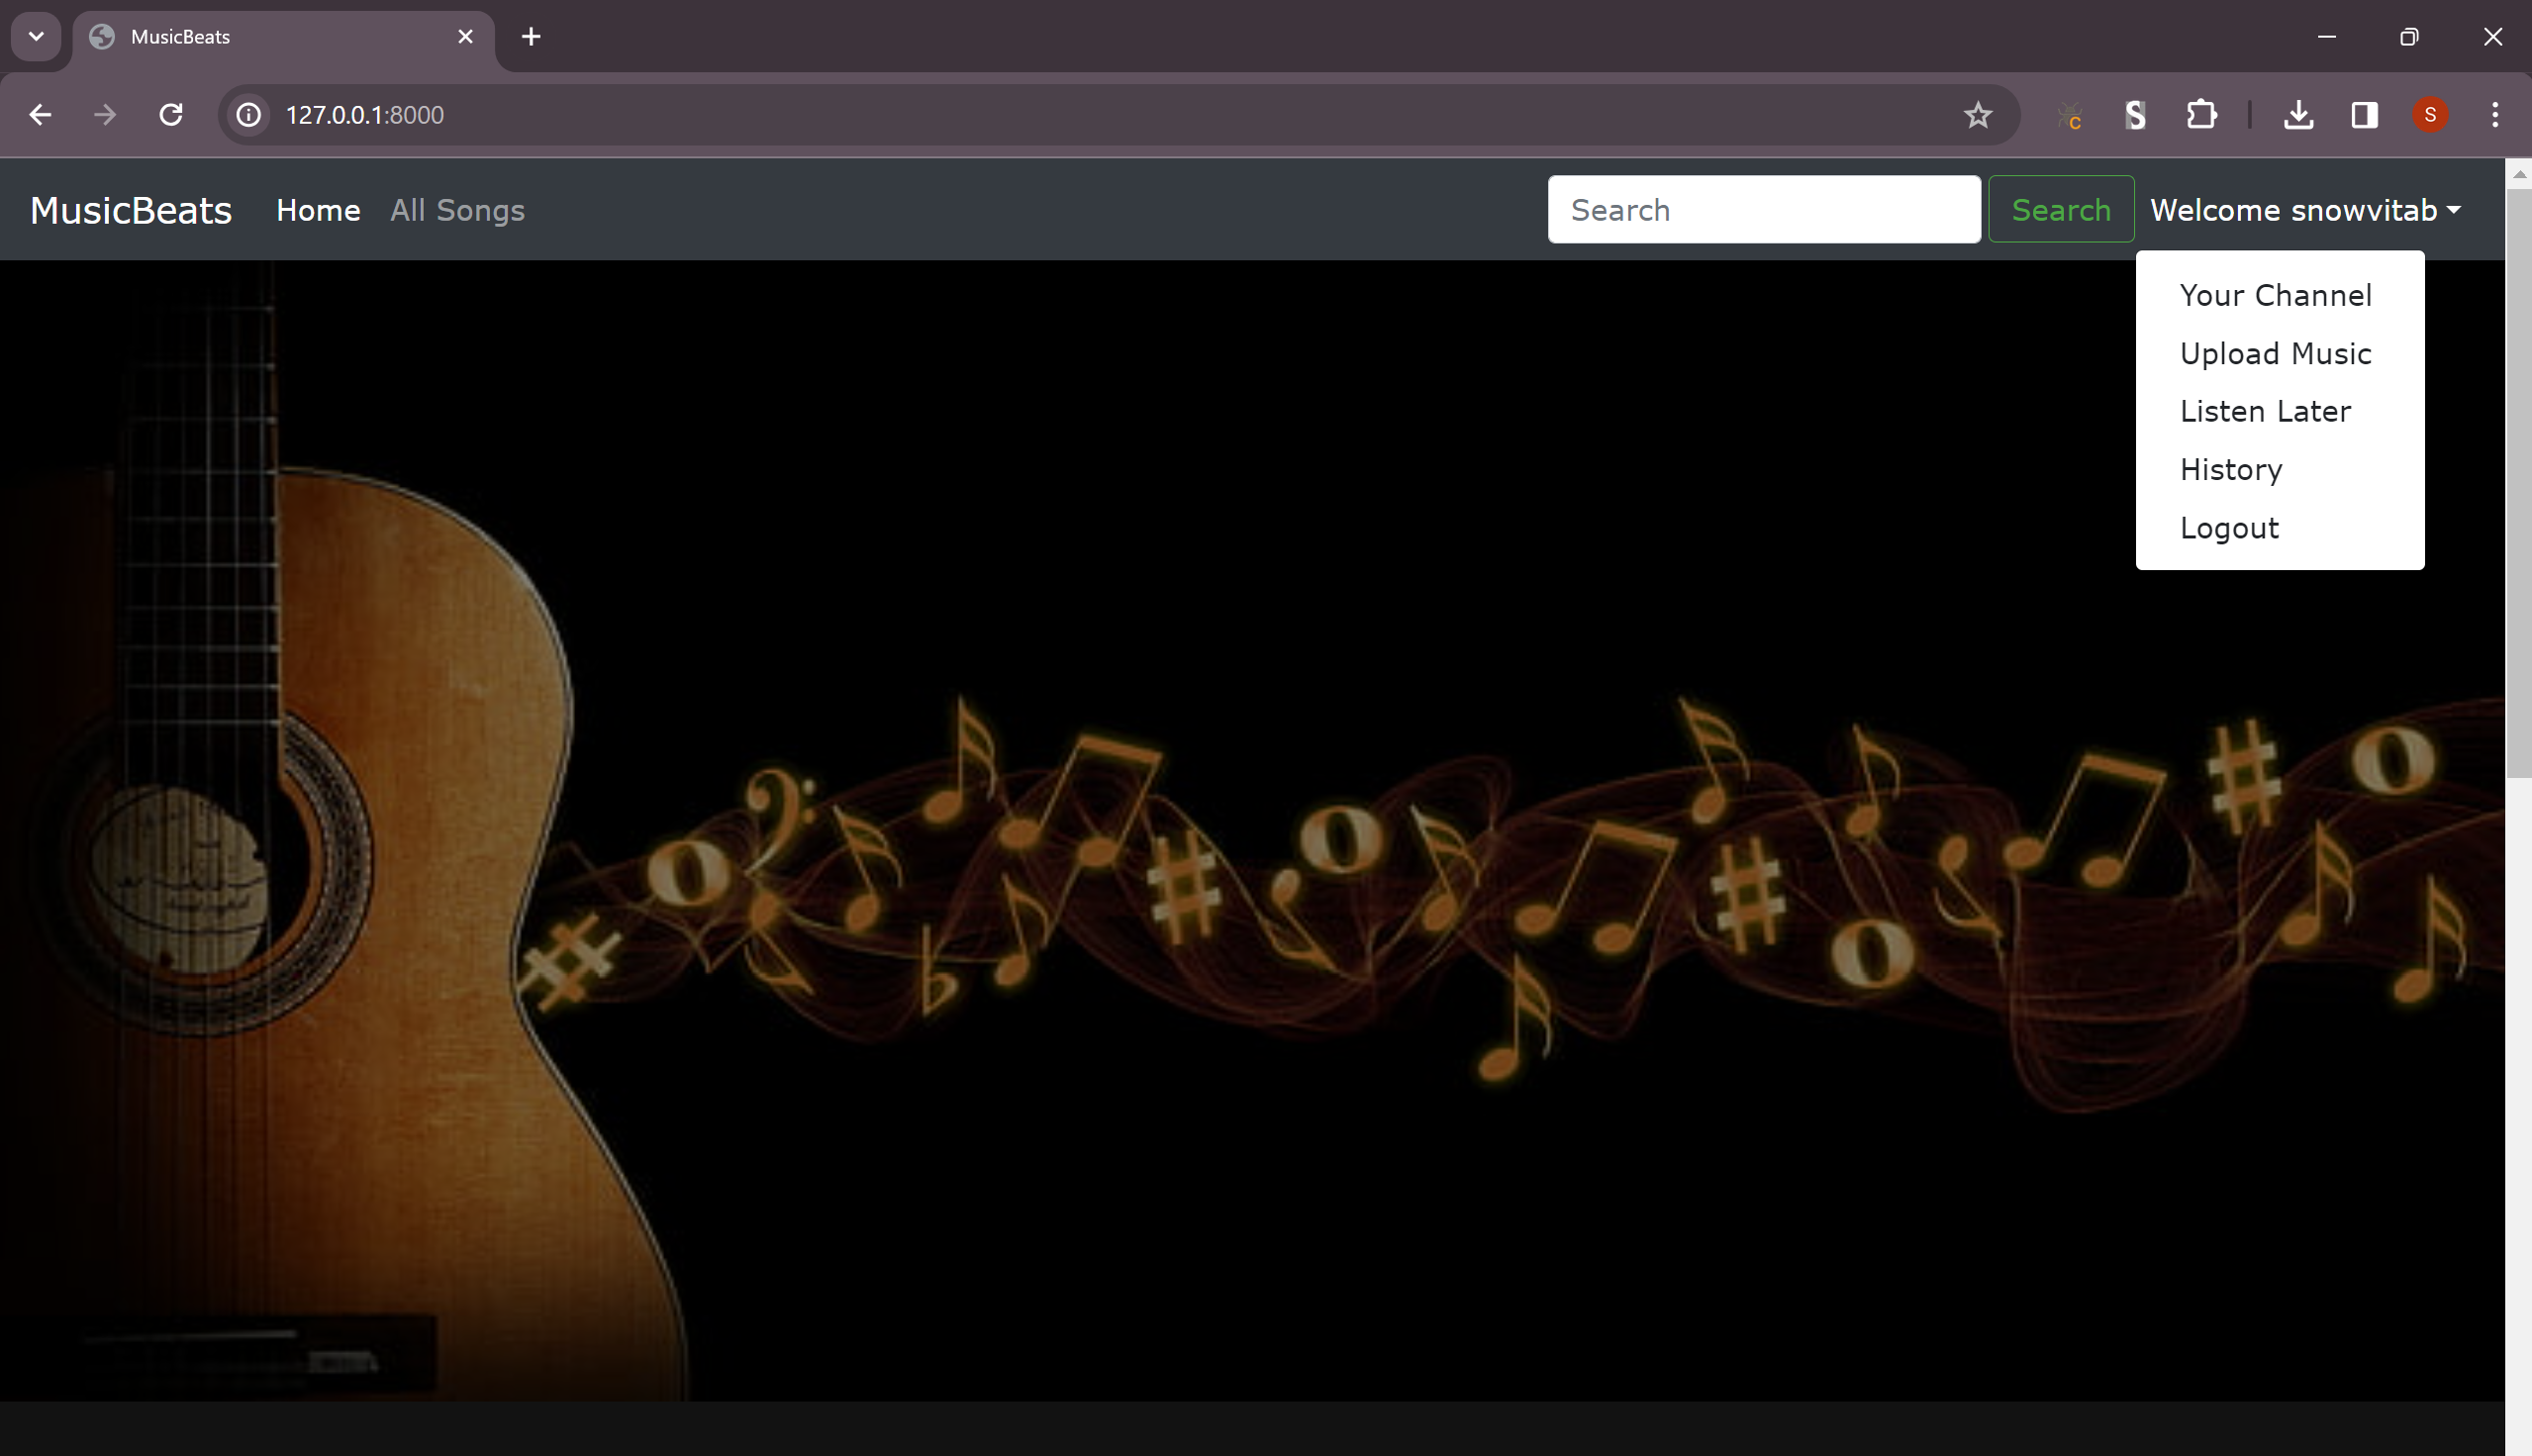 MusicBeats
127.0.0.1:8000
S
MusicBeats Home All Songs Search Search Welcome snowvitab
Your Channel
Upload Music
Listen Later
History
Logout